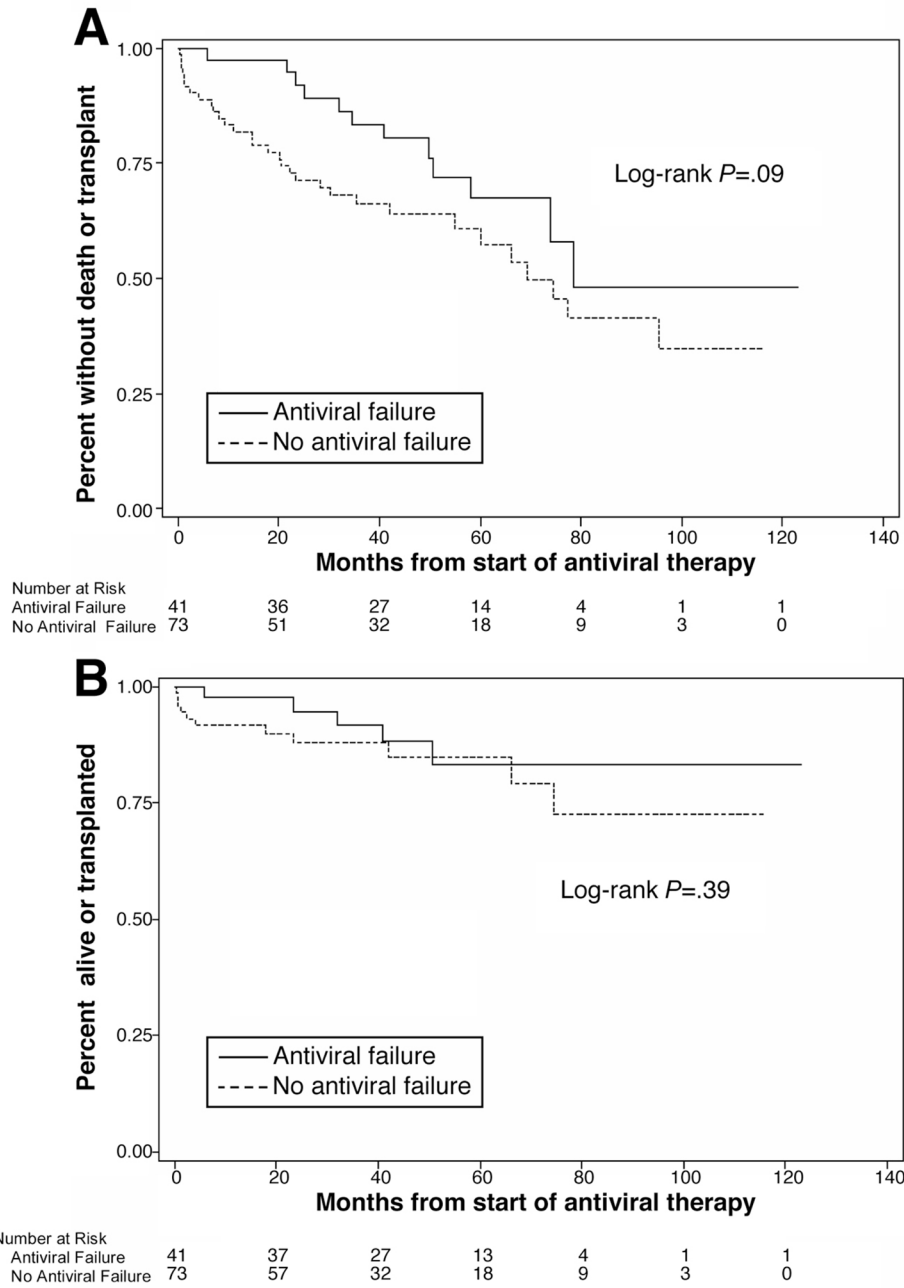 A
Percent without death or transplant
1.00
0.75
0.50
0.25
0.00
Log-rank P=.09
Antiviral failure
No antiviral failure
0 20 40 60 80 100 120 140
Months from start of antiviral therapy
Number at Risk
Antiviral Failure 41 36 27 14 4 1 1
No Antiviral Failure 73 51 32 18 9 3 0
B
Percent alive or transplanted
1.00
0.75
0.50
0.25
0.00
Log-rank P=.39
Antiviral failure
No antiviral failure
0 20 40 60 80 100 120 140
Months from start of antiviral therapy
Number at Risk
Antiviral Failure 41 37 27 13 4 1 1
No Antiviral Failure 73 57 32 18 9 3 0